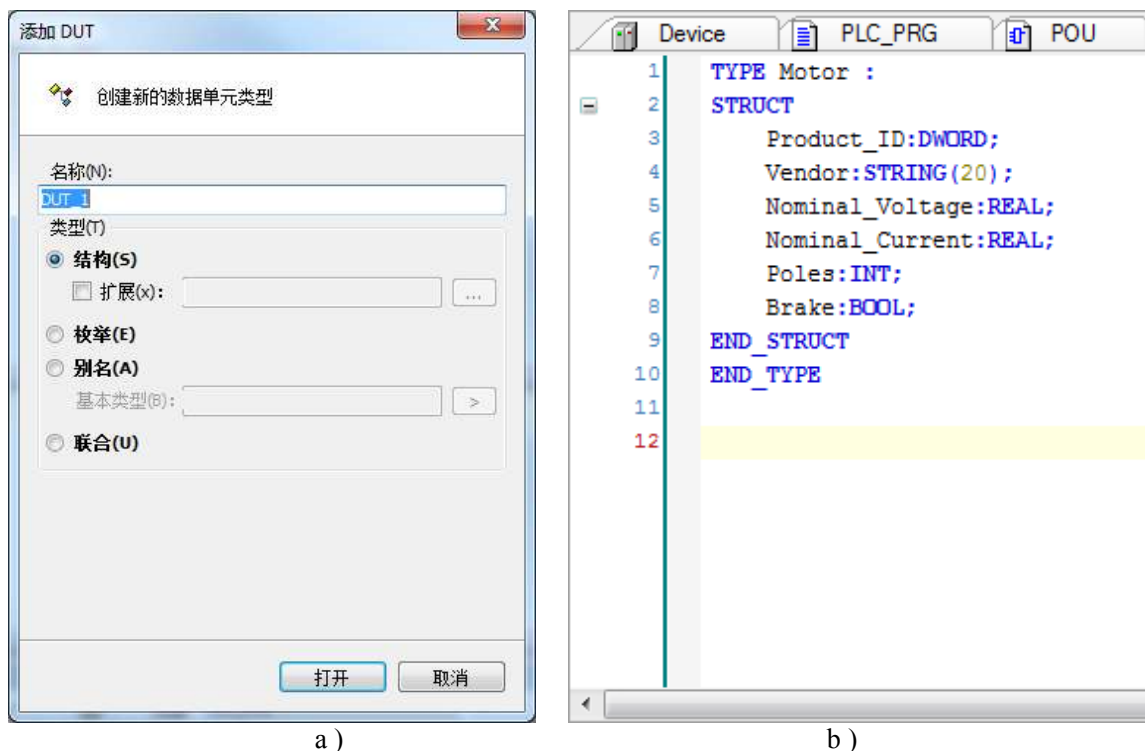 添加 DUT
创建新的数据单元类型
名称(N):
DUT_1
类型(T)
结构(S)
扩展(x):
...
枚举(E)
别名(A)
基本类型(B):
>
联合(U)
打开
取消
a )
Device
PLC_PRG
POU
1 TYPE Motor :
2 STRUCT
3 Product_ID:DWORD;
4 Vendor:STRING(20);
5 Nominal_Voltage:REAL;
6 Nominal_Current:REAL;
7 Poles:INT;
8 Brake:BOOL;
9 END_STRUCT
10 END_TYPE
11
12
b )